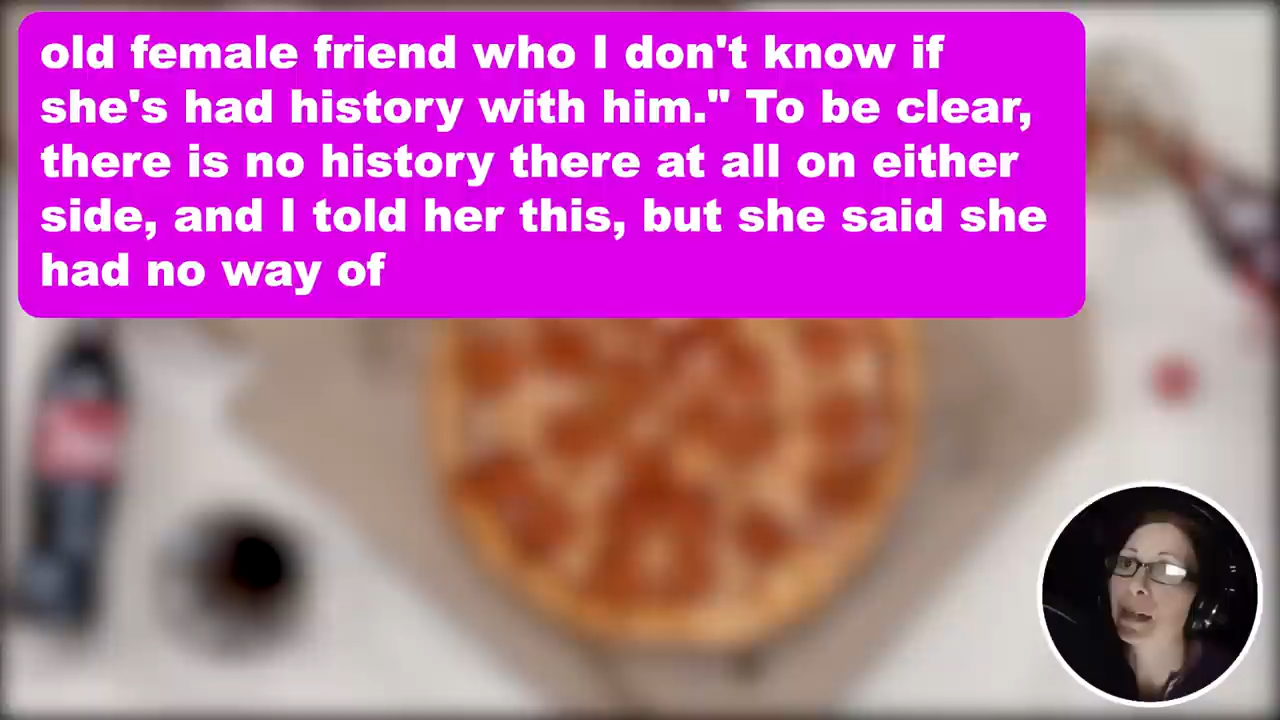 old female friend who I don't know if
she's had history with him." To be clear,
there is no history there at all on either
side, and I told her this, but she said she
had no way of